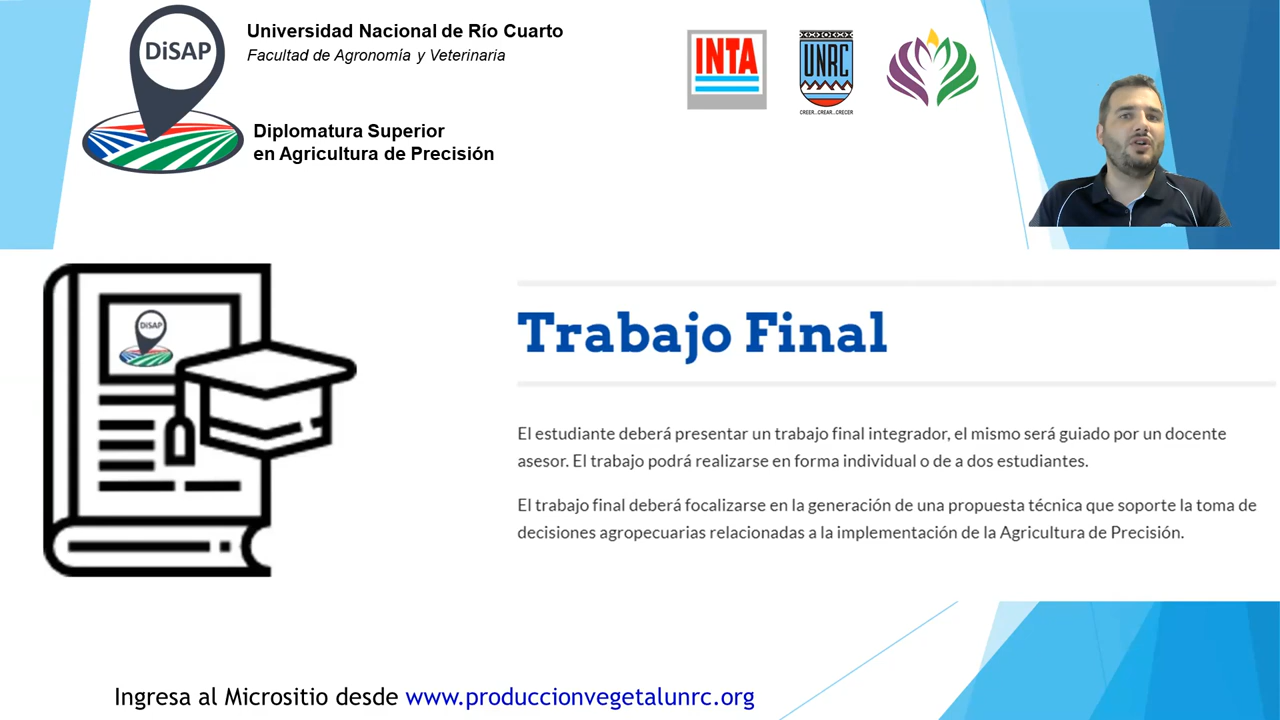 DiSAP
Universidad Nacional de Río Cuarto
Facultad de Agronomía y Veterinaria
Diplomatura Superior
en Agricultura de Precisión
INTA
UNRC
CREER...CREAR...CRECER
DiSAP
Trabajo Final
El estudiante deberá presentar un trabajo final integrador, el mismo será guiado por un docente
asesor. El trabajo podrá realizarse en forma individual o de a dos estudiantes.
El trabajo final deberá focalizarse en la generación de una propuesta técnica que soporte la toma de
decisiones agropecuarias relacionadas a la implementación de la Agricultura de Precisión.
Ingresa al Micrositio desde www.produccionvegetalunrc.org